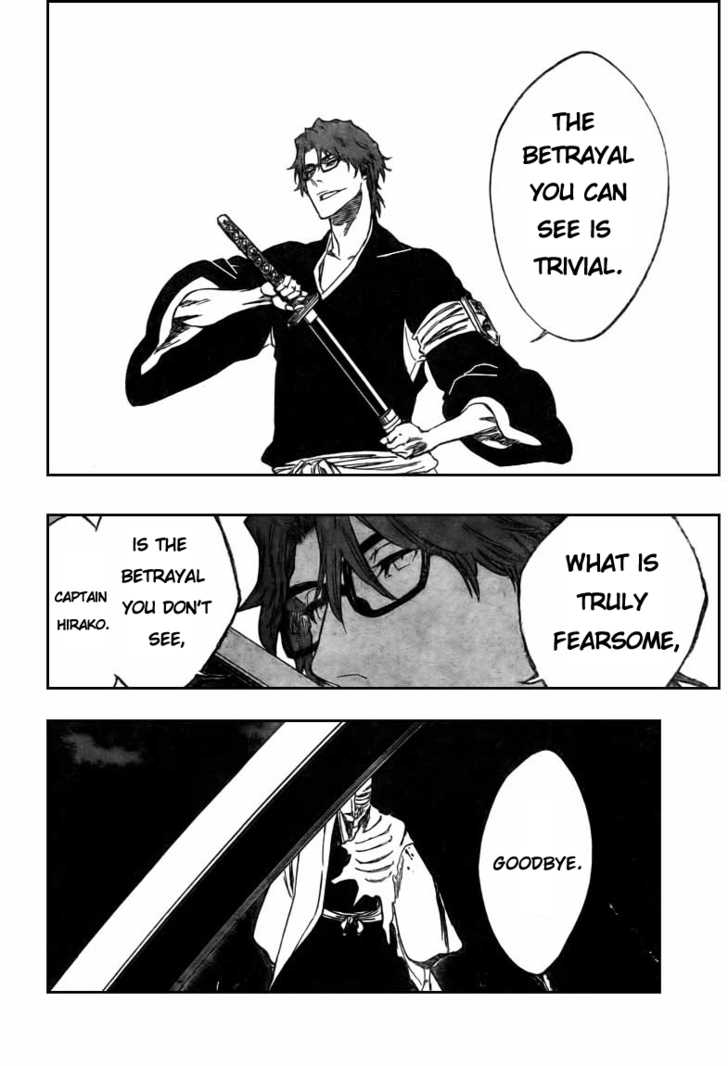 THE
BETRAYAL
YOU CAN
SEE IS
TRIVIAL.
WHAT IS
TRULY
FEARSOME,
IS THE
BETRAYAL
YOU DON'T
SEE,
CAPTAIN
HIRAKO.
GOODBYE.